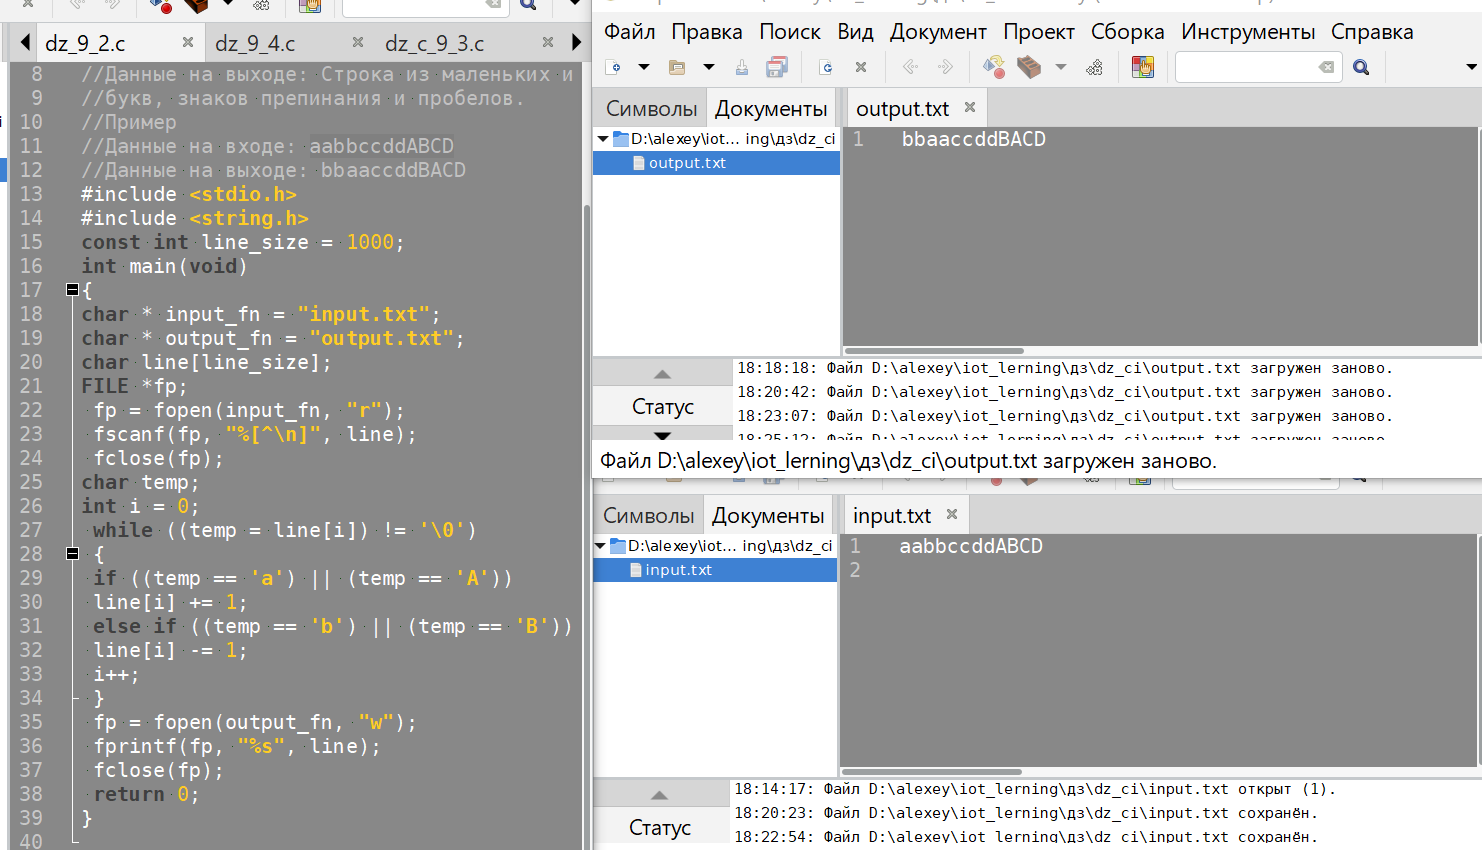 dz_9_2.c
dz_9_4.c
dz_c_9_3.c
8 //Данные на выходе: Строка из маленьких и
9 //букв, знаков препинания и пробелов.
10 //Пример
11 //Данные на входе: aabbccddABCD
12 //Данные на выходе: bbaaccddBACD
13 #include <stdio.h>
14 #include <string.h>
15 const int line_size = 1000;
16 int main(void)
17 {
18 char * input_fn = "input.txt";
19 char * output_fn = "output.txt";
20 char line[line_size];
21 FILE *fp;
22 fp = fopen(input_fn, "r");
23 fscanf(fp, "%[^\n]", line);
24 fclose(fp);
25 char temp;
26 int i = 0;
27 while ((temp = line[i]) != '\0')
28 {
29 if ((temp == 'a') || (temp == 'A'))
30 line[i] += 1;
31 else if ((temp == 'b') || (temp == 'B'))
32 line[i] -= 1;
33 i++;
34 }
35 fp = fopen(output_fn, "w");
36 fprintf(fp, "%s", line);
37 fclose(fp);
38 return 0;
39 }
40
Файл Правка Поиск Вид Документ Проект Сборка Инструменты Справка
Символы Документы
output.txt
D:\alexey\iot... ing\дз\dz_ci
output.txt
1 bbaaccddBACD
18:18:18: Файл D:\alexey\iot_lerning\дз\dz_ci\output.txt загружен заново.
18:20:42: Файл D:\alexey\iot_lerning\дз\dz_ci\output.txt загружен заново.
18:23:07: Файл D:\alexey\iot_lerning\дз\dz_ci\output.txt загружен заново.
18:25:12: Файл D:\alexey\iot_lerning\дз\dz_ci\output.txt загружен заново.
Статус
Файл D:\alexey\iot_lerning\дз\dz_ci\output.txt загружен заново.
Символы Документы
input.txt
D:\alexey\iot... ing\дз\dz_ci
input.txt
1 aabbccddABCD
2
18:14:17: Файл D:\alexey\iot_lerning\дз\dz_ci\input.txt открыт (1).
18:20:23: Файл D:\alexey\iot_lerning\дз\dz_ci\input.txt сохранён.
18:22:54: Файл D:\alexey\iot_lerning\дз\dz_ci\input.txt сохранён.
Статус